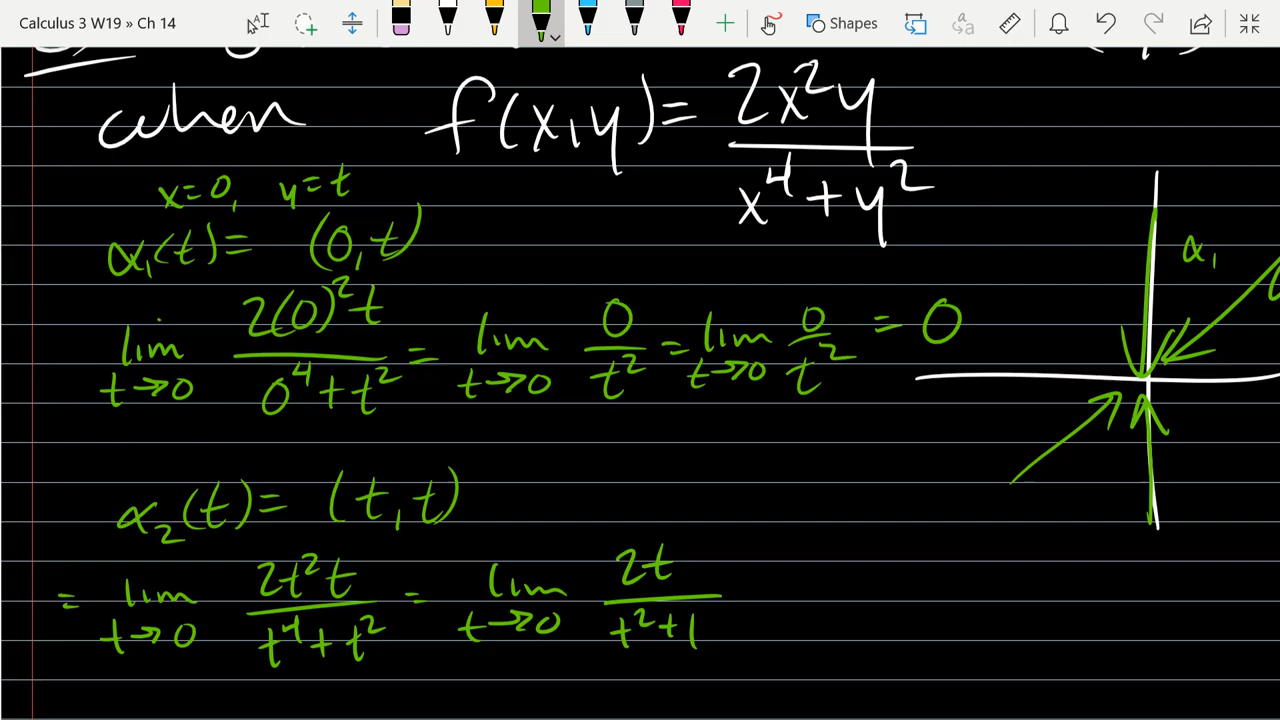 Calculus 3 W19 » Ch 14
Shapes
when f(x,y)= 2x²y / x⁴+y²
x=0, y=t
α₁(t)= (0,t)
α₁
lim t→0 2(0)²t / 0⁴+t² = lim t→0 0/t² = lim t→0 0/t² = 0
α₂(t)= (t,t)
= lim t→0 2t²t / t⁴+t² = lim t→0 2t / t²+1